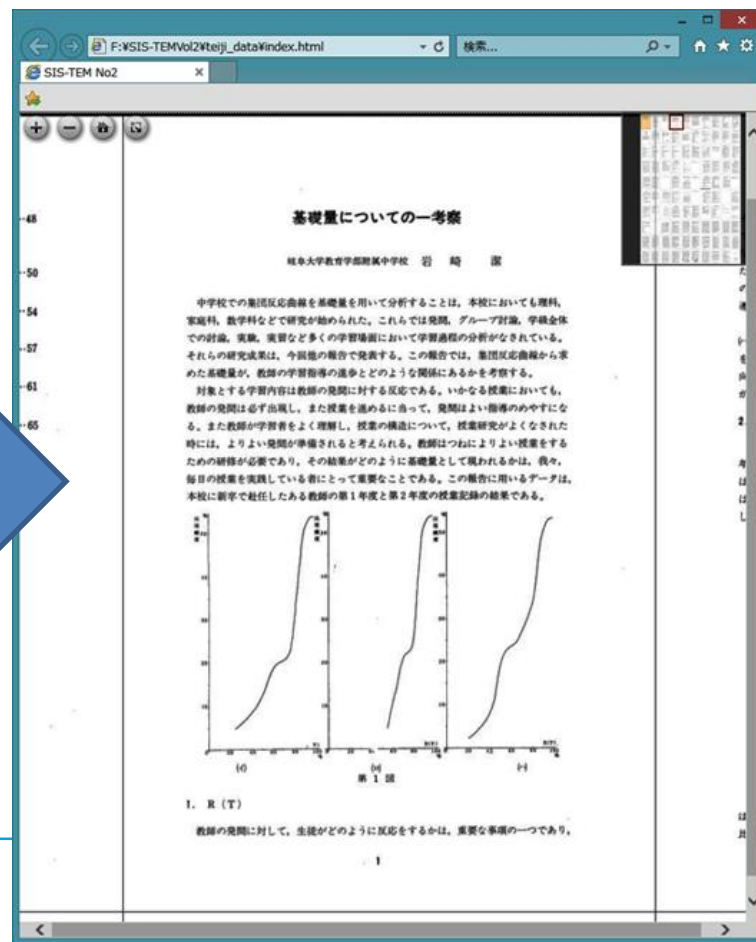 F:¥SIS-TEMVol2¥teiji_data¥index.html
検索...
SIS-TEM No2
48
50
54
57
61
65
基礎量についての一考察
岐阜大学教育学部附属中学校 岩崎 潔
中学校での集団反応曲線を基礎量を用いて分析することは，本校においても理科，
家庭科，数学科などで研究が始められた。これらでは発問，グループ討論，学級全体
での討論，実験，実習など多くの学習場面において学習過程の分析がなされている。
それらの研究成果は，今回他の報告で発表する。この報告では，集団反応曲線から求
めた基礎量が，教師の学習指導の進歩とどのような関係にあるかを考察する。
対象とする学習内容は教師の発問に対する反応である。いかなる授業においても，
教師の発問は必ず出現し，また授業を進めるに当って，発問はよい指導のめやすにな
る。また教師が学習者をよく理解し，授業の構造について，授業研究がよくなされた
時には，よりよい発問が準備されると考えられる。教師はつねによりよい授業をする
ための研修が必要であり，その結果がどのように基礎量として現われるかは，我々，
毎日の授業を実践している者にとって重要なことである。この報告に用いるデータは，
本校に新卒で赴任したある教師の第1年度と第2年度の授業記録の結果である。
第 1 図
1. R (T)
教師の発問に対して，生徒がどのように反応をするかは，重要な事項の一つであり，
1